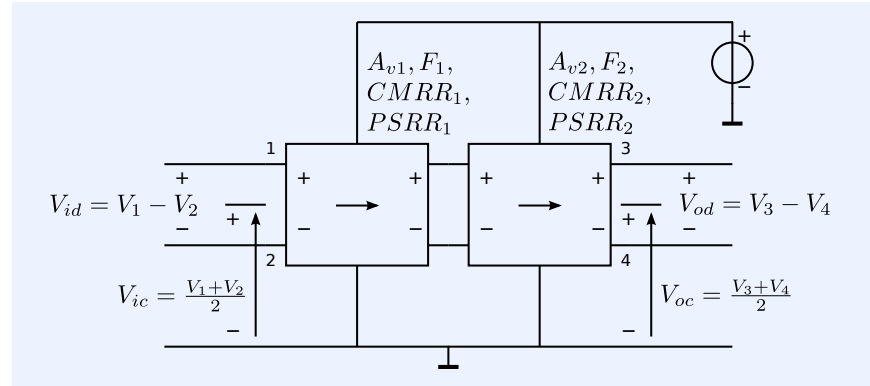 +
A_{v1}, F_1,
CMRR_1,
PSRR_1
A_{v2}, F_2,
CMRR_2,
PSRR_2
−
1
3
+
+
+
+
+
+
V_{id} = V_1 − V_2
+
+
V_{od} = V_3 − V_4
−
−
−
−
−
−
2
4
V_{ic} = \frac{V_1+V_2}{2}
V_{oc} = \frac{V_3+V_4}{2}
−
−